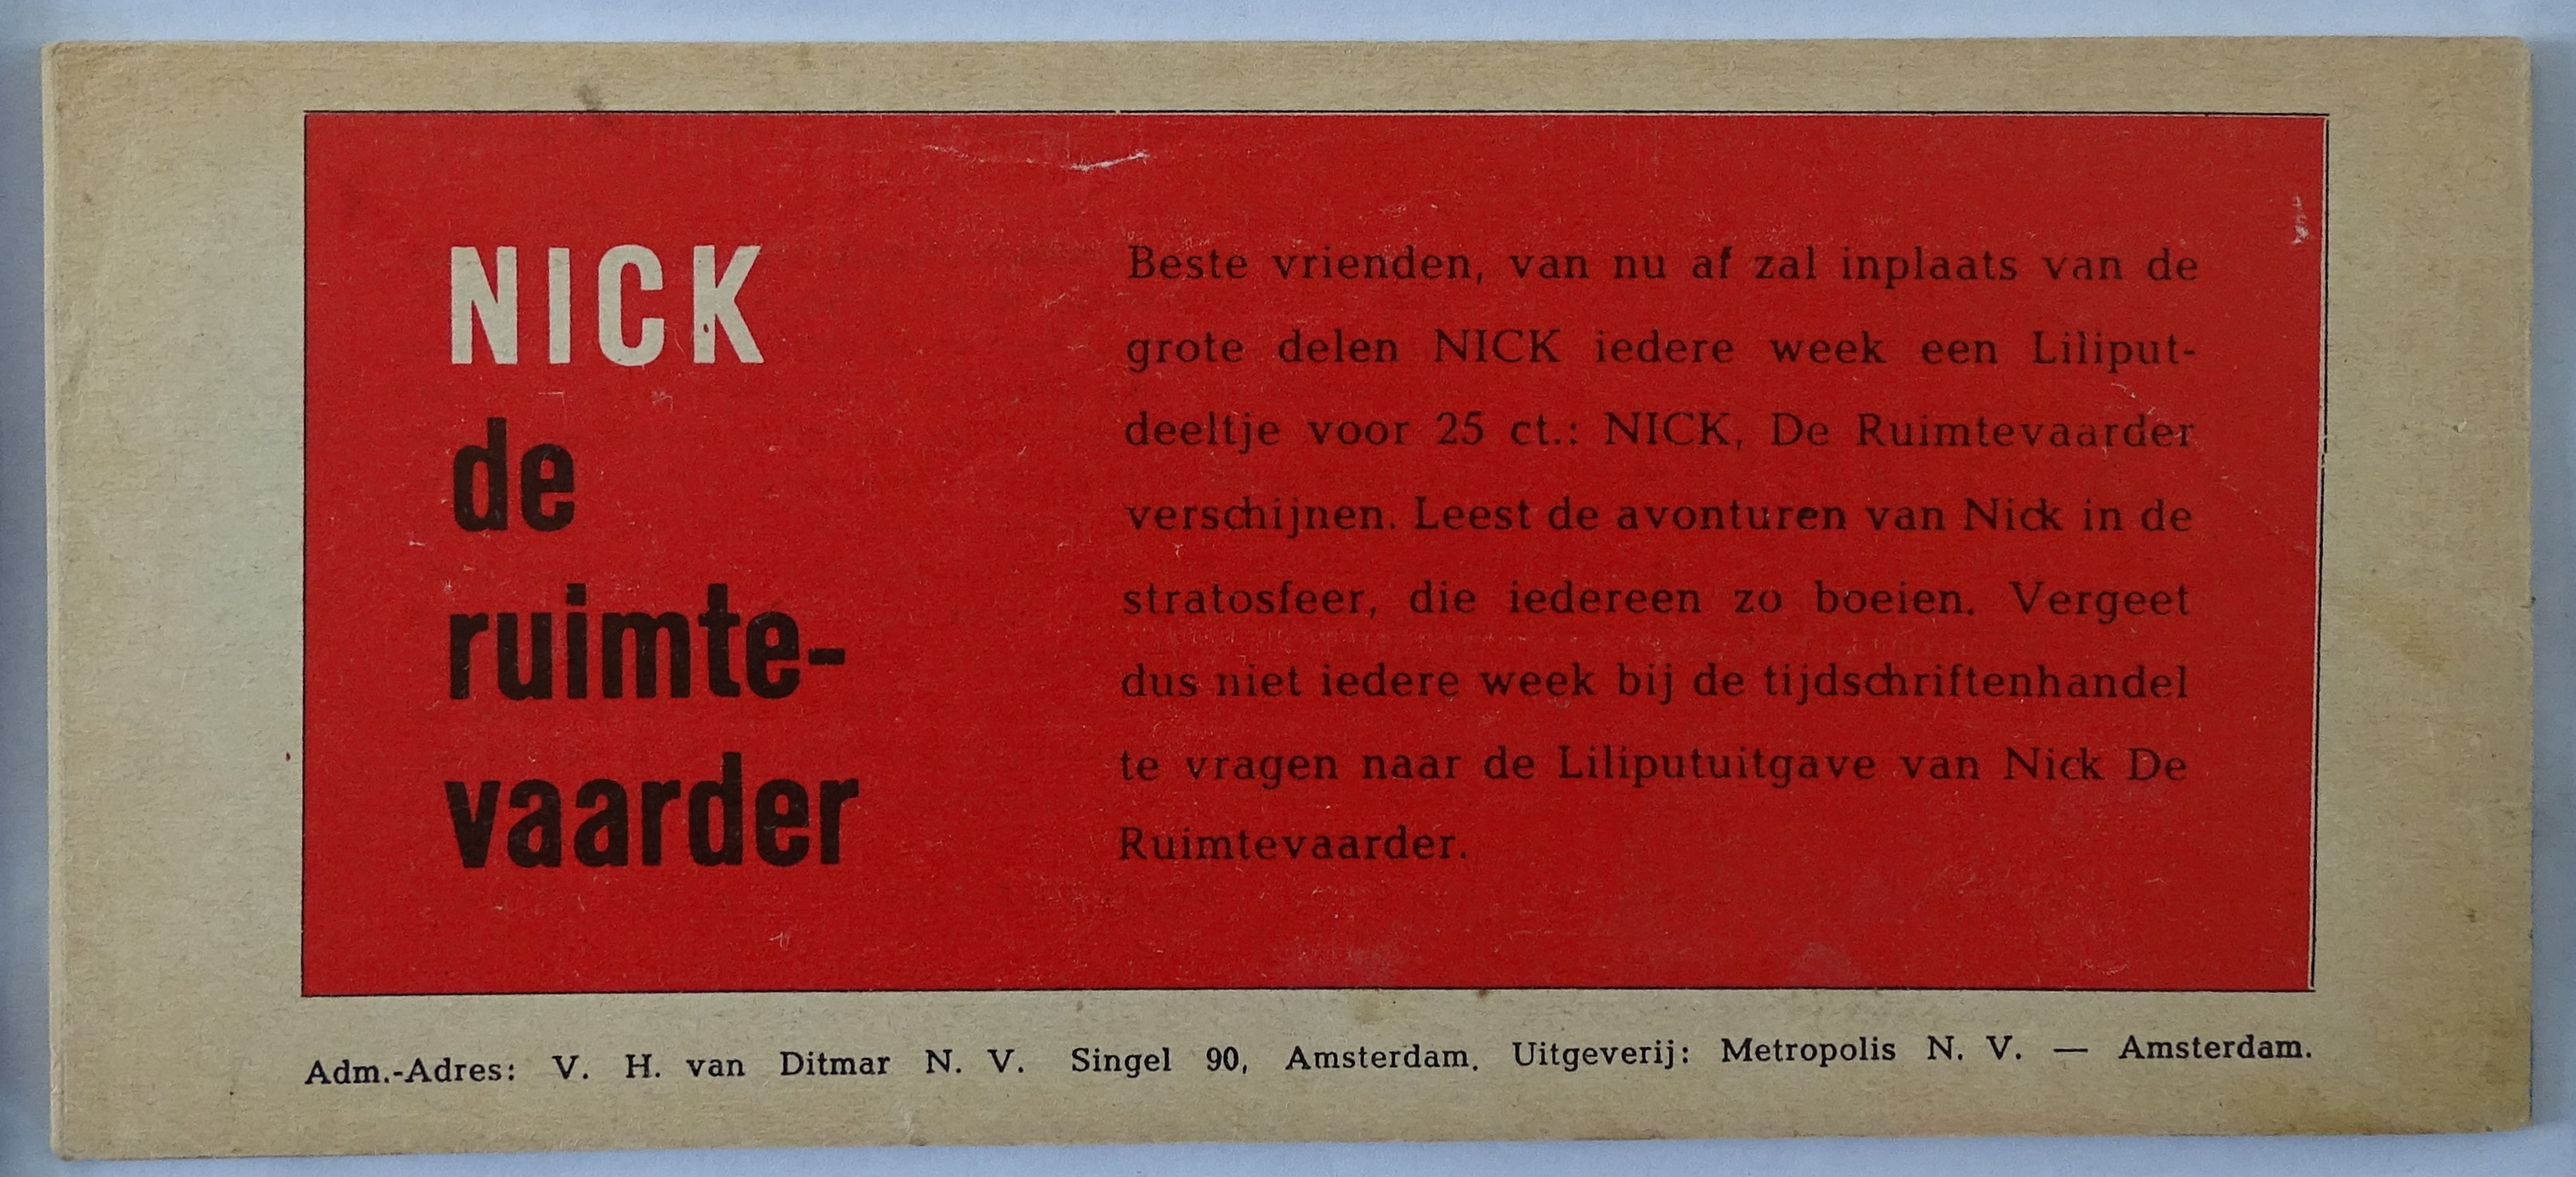 NICK
de
ruimte-
vaarder
Beste vrienden, van nu af zal inplaats van de
grote delen NICK iedere week een Liliput-
deeltje voor 25 ct.: NICK, De Ruimtevaarder
verschijnen. Leest de avonturen van Nick in de
stratosfeer, die iedereen zo boeien. Vergeet
dus niet iedere week bij de tijdschriftenhandel
te vragen naar de Liliputuitgave van Nick De
Ruimtevaarder.
Adm.-Adres: V. H. van Ditmar N. V. Singel 90, Amsterdam. Uitgeverij: Metropolis N. V. — Amsterdam.